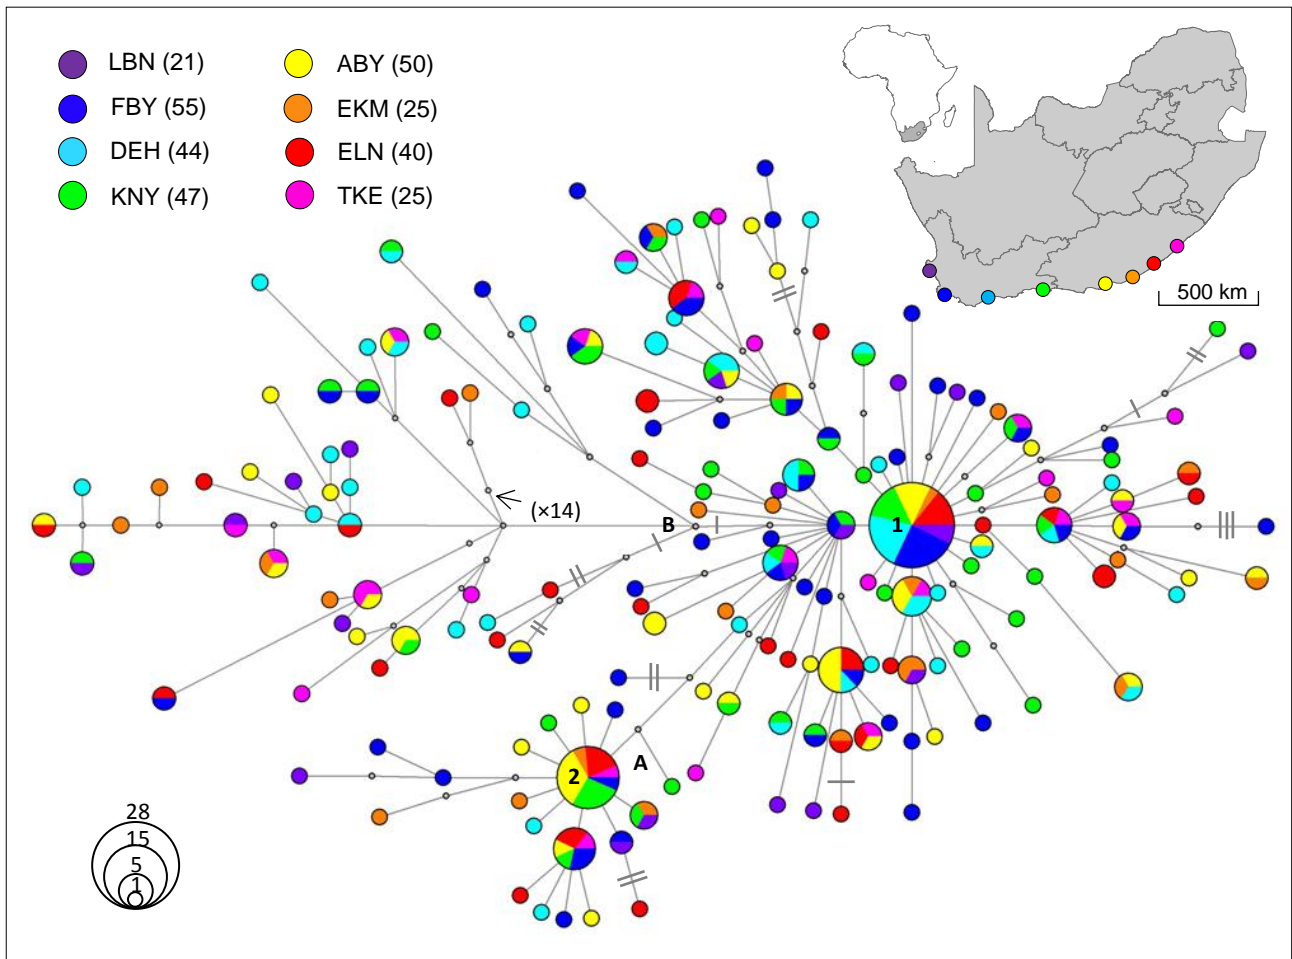 LBN (21)
FBY (55)
DEH (44)
KNY (47)
ABY (50)
EKM (25)
ELN (40)
TKE (25)
500 km
(×14)
B
1
A
2
28
15
5
1